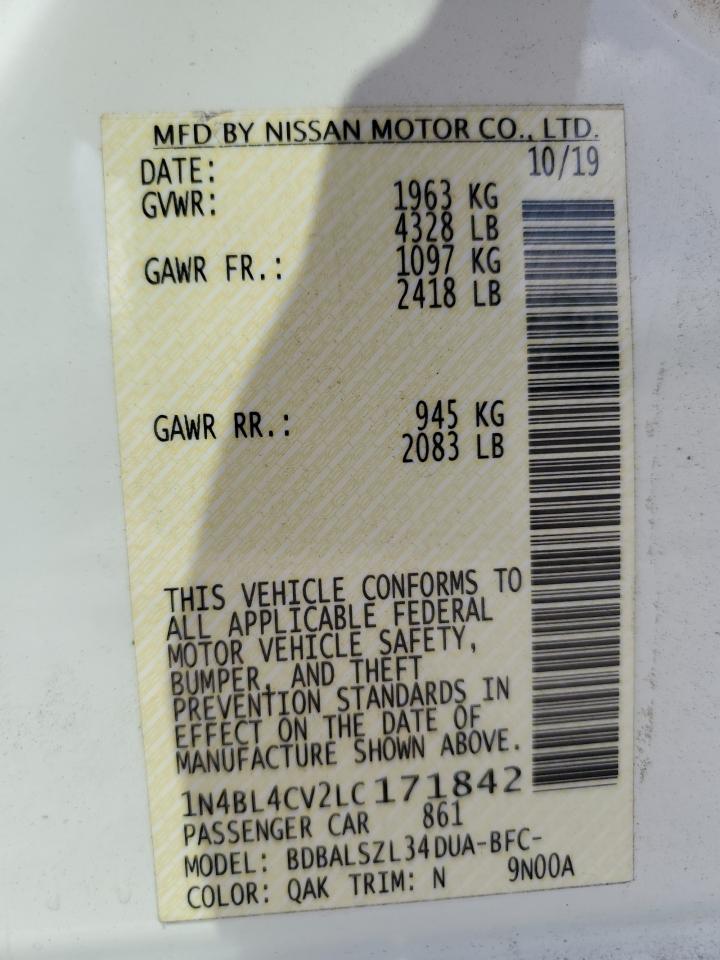 MFD BY NISSAN MOTOR CO., LTD.
DATE: 10/19
GVWR: 1963 KG
4328 LB
GAWR FR.: 1097 KG
2418 LB
GAWR RR.: 945 KG
2083 LB
THIS VEHICLE CONFORMS TO
ALL APPLICABLE FEDERAL
MOTOR VEHICLE SAFETY,
BUMPER, AND THEFT
PREVENTION STANDARDS IN
EFFECT ON THE DATE OF
MANUFACTURE SHOWN ABOVE.
1N4BL4CV2LC171842
PASSENGER CAR 861
MODEL: BDBALSZL34DUA-BFC-
COLOR: QAK TRIM: N 9N00A